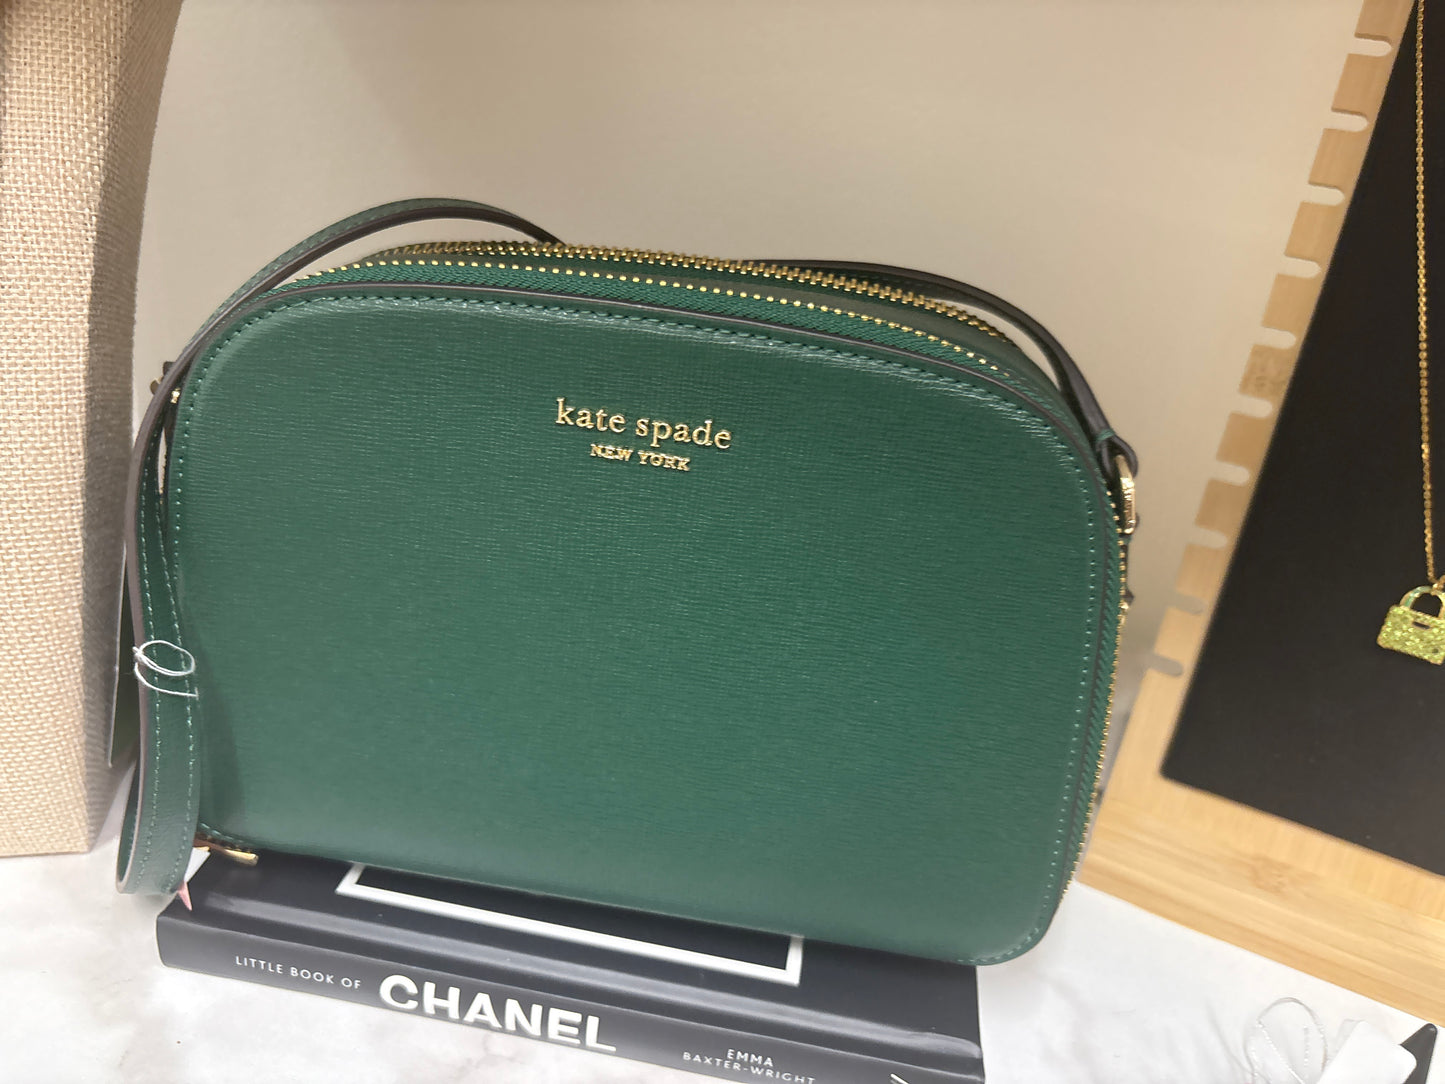 kate spade
NEW YORK
LITTLE BOOK OF CHANEL
EMMA
BAXTER-WRIGHT